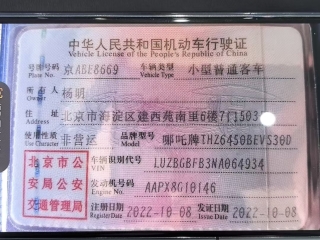 中华人民共和国机动车行驶证
Vehicle License of the People's Republic of China
号牌号码 京ABE8669 车辆类型 小型普通客车
Plate No. Vehicle Type
所有人 杨明
Owner
住址 北京市海淀区建西苑南里6楼7门503
Address
使用性质 非营运 品牌型号 哪吒牌THZ6450BEVS30D
Use Character Model
北京市公安局公安交通管理局
车辆识别代号 LUZBGBFB3NA064934
VIN
发动机号码 AAPX8G10146
Engine No.
注册日期 2022-10-08 发证日期 2022-10-08
Register Date Issue Date